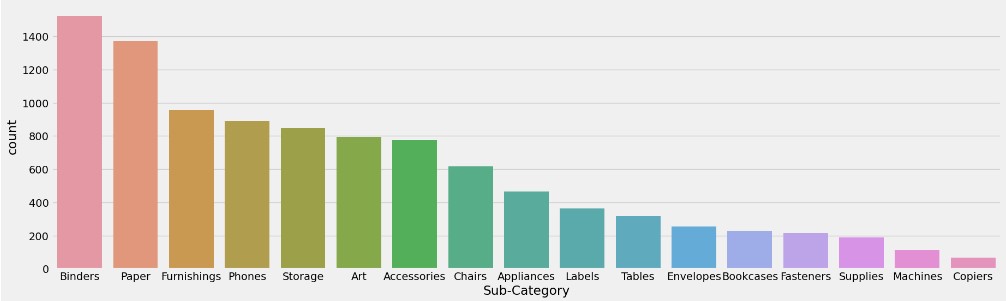 count
1400
1200
1000
800
600
400
200
0
Binders Paper Furnishings Phones Storage Art Accessories Chairs Appliances Labels Tables Envelopes Bookcases Fasteners Supplies Machines Copiers
Sub-Category